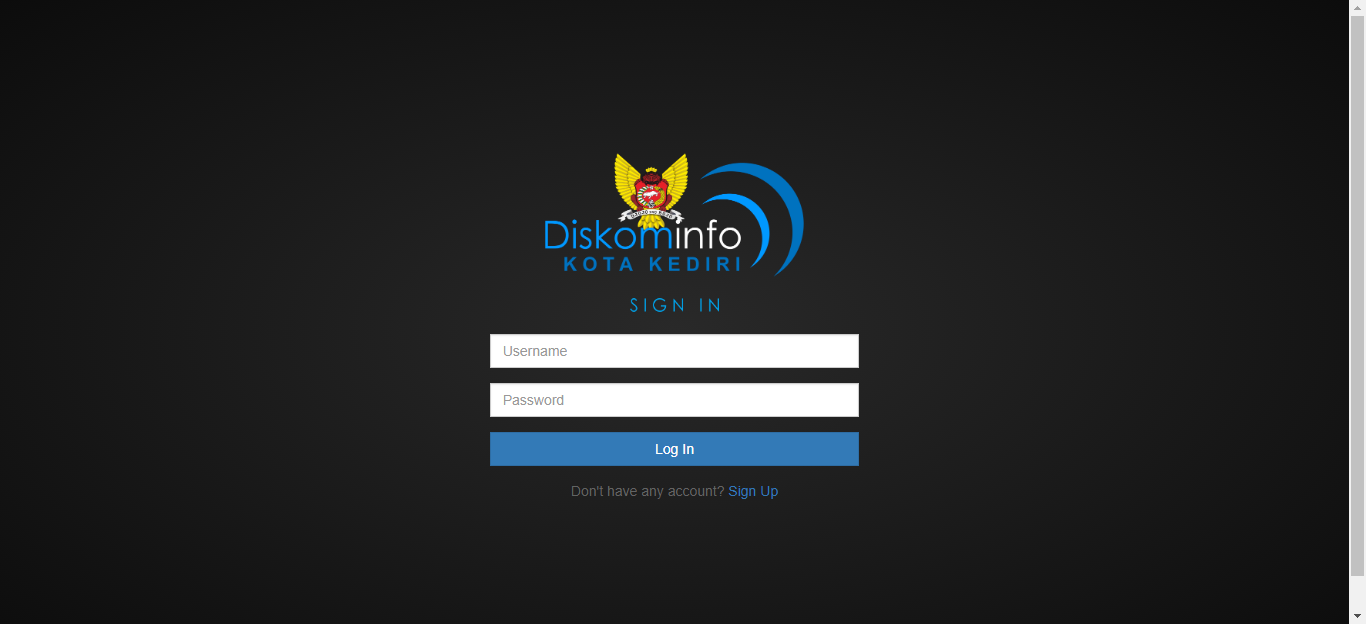 Diskominfo
KOTA KEDIRI
SIGN IN
Username
Password
Log In
Don't have any account? Sign Up